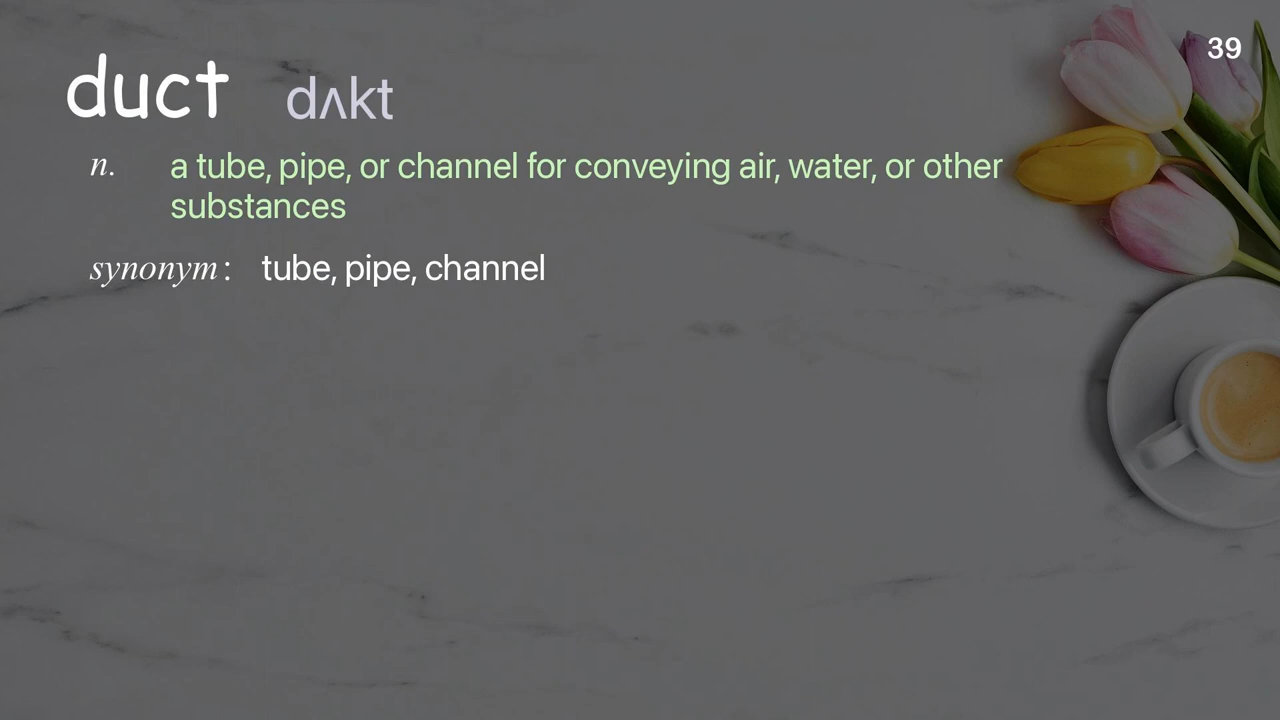 39
duct dʌkt
n. a tube, pipe, or channel for conveying air, water, or other
substances
synonym: tube, pipe, channel